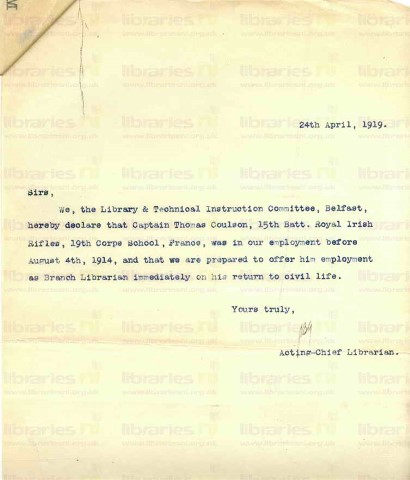 24th April, 1919.
Sirs,
We, the Library & Technical Instruction Committee, Belfast,
hereby declare that Captain Thomas Coulson, 15th Batt. Royal Irish
Rifles, 19th Corps School, France, was in our employment before
August 4th, 1914, and that we are prepared to offer him employment
as Branch Librarian immediately on his return to civil life.
Yours truly,
Acting-Chief Librarian.